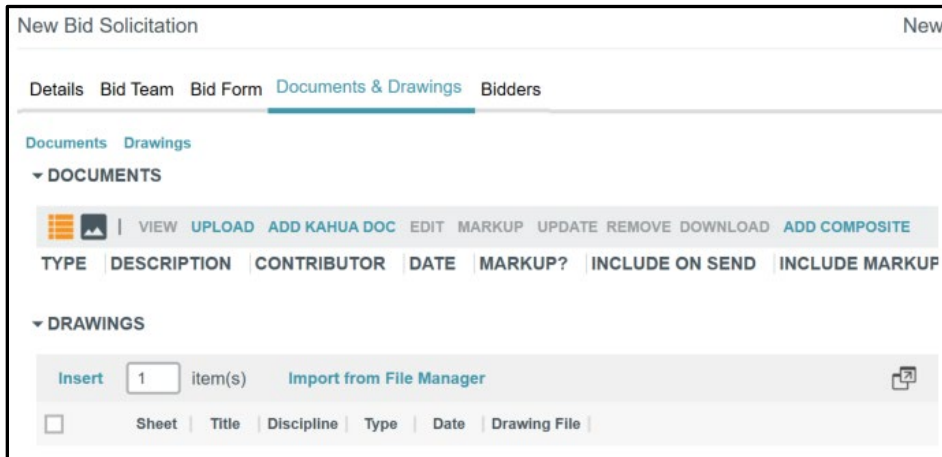 New Bid Solicitation New
Details Bid Team Bid Form Documents & Drawings Bidders
Documents Drawings
DOCUMENTS
| VIEW UPLOAD ADD KAHUA DOC EDIT MARKUP UPDATE REMOVE DOWNLOAD ADD COMPOSITE
TYPE DESCRIPTION CONTRIBUTOR DATE MARKUP? INCLUDE ON SEND INCLUDE MARKUP
DRAWINGS
Insert 1 item(s) Import from File Manager
Sheet Title Discipline Type Date Drawing File